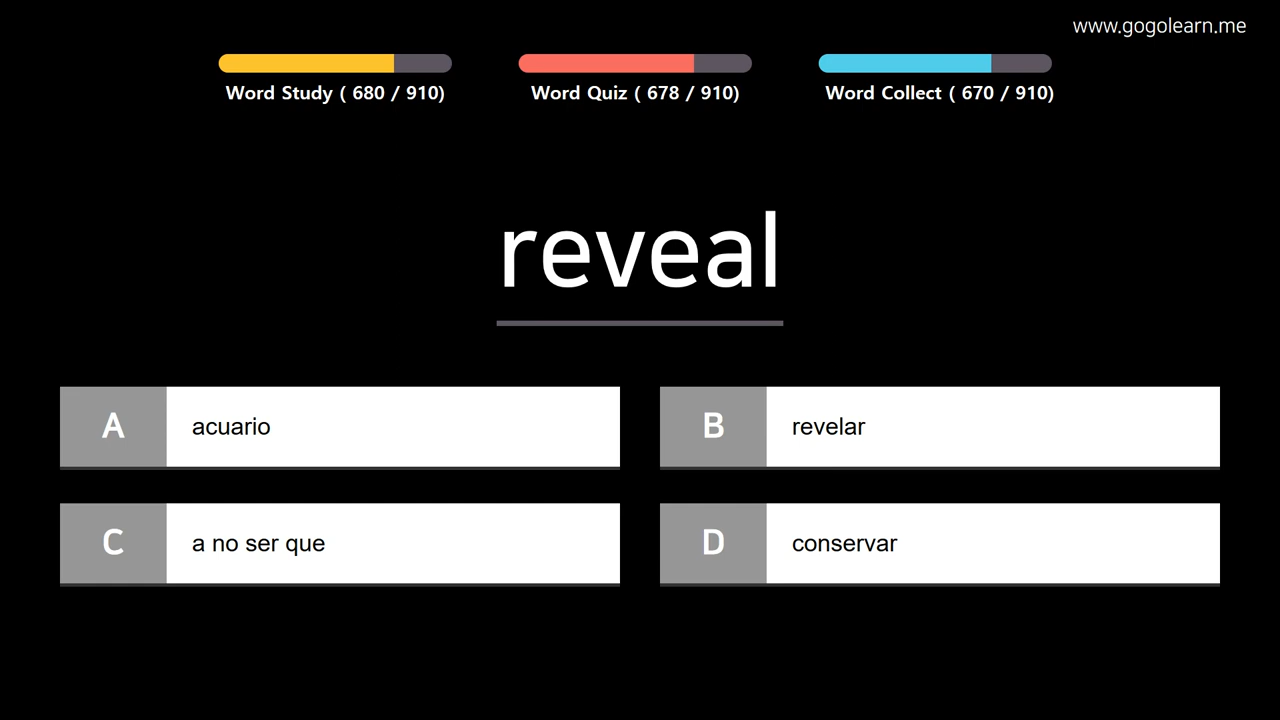 www.gogolearn.me
Word Study ( 680 / 910)
Word Quiz ( 678 / 910)
Word Collect ( 670 / 910)
reveal
A acuario
B revelar
C a no ser que
D conservar